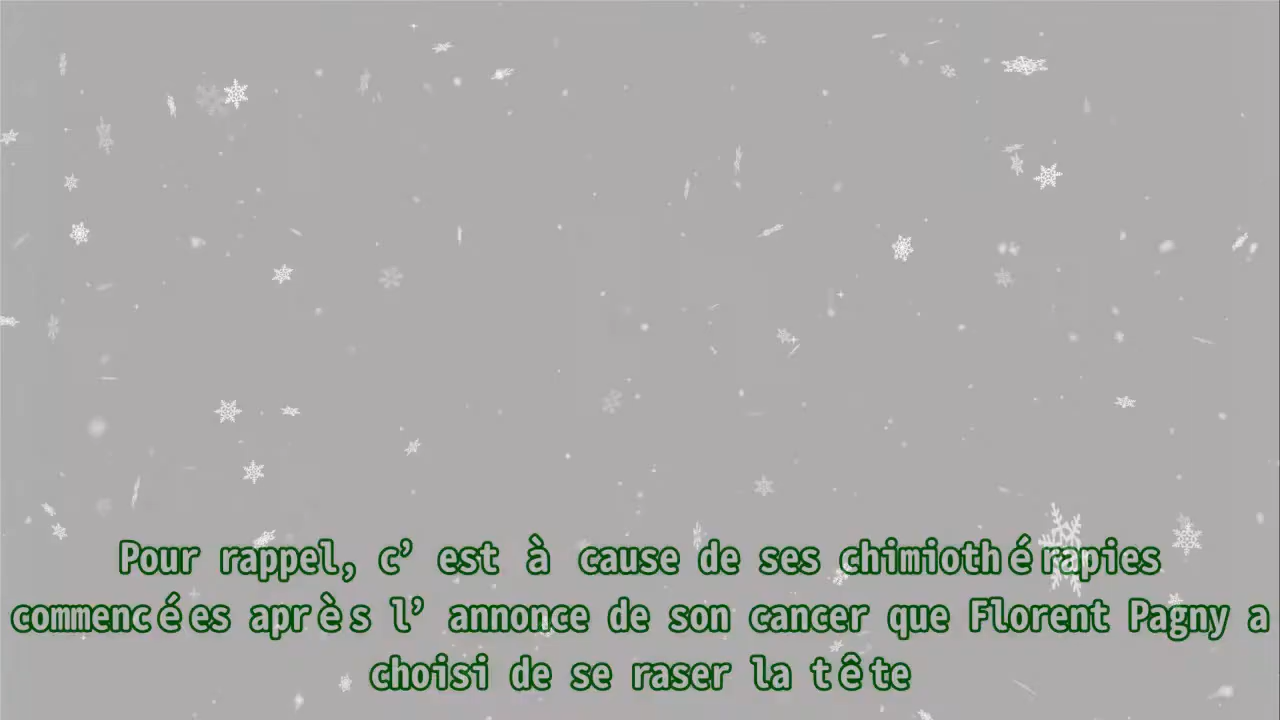 Pour rappel, c’ est à cause de ses chimiothérapies
commencées après l’ annonce de son cancer que Florent Pagny a
choisi de se raser la tête